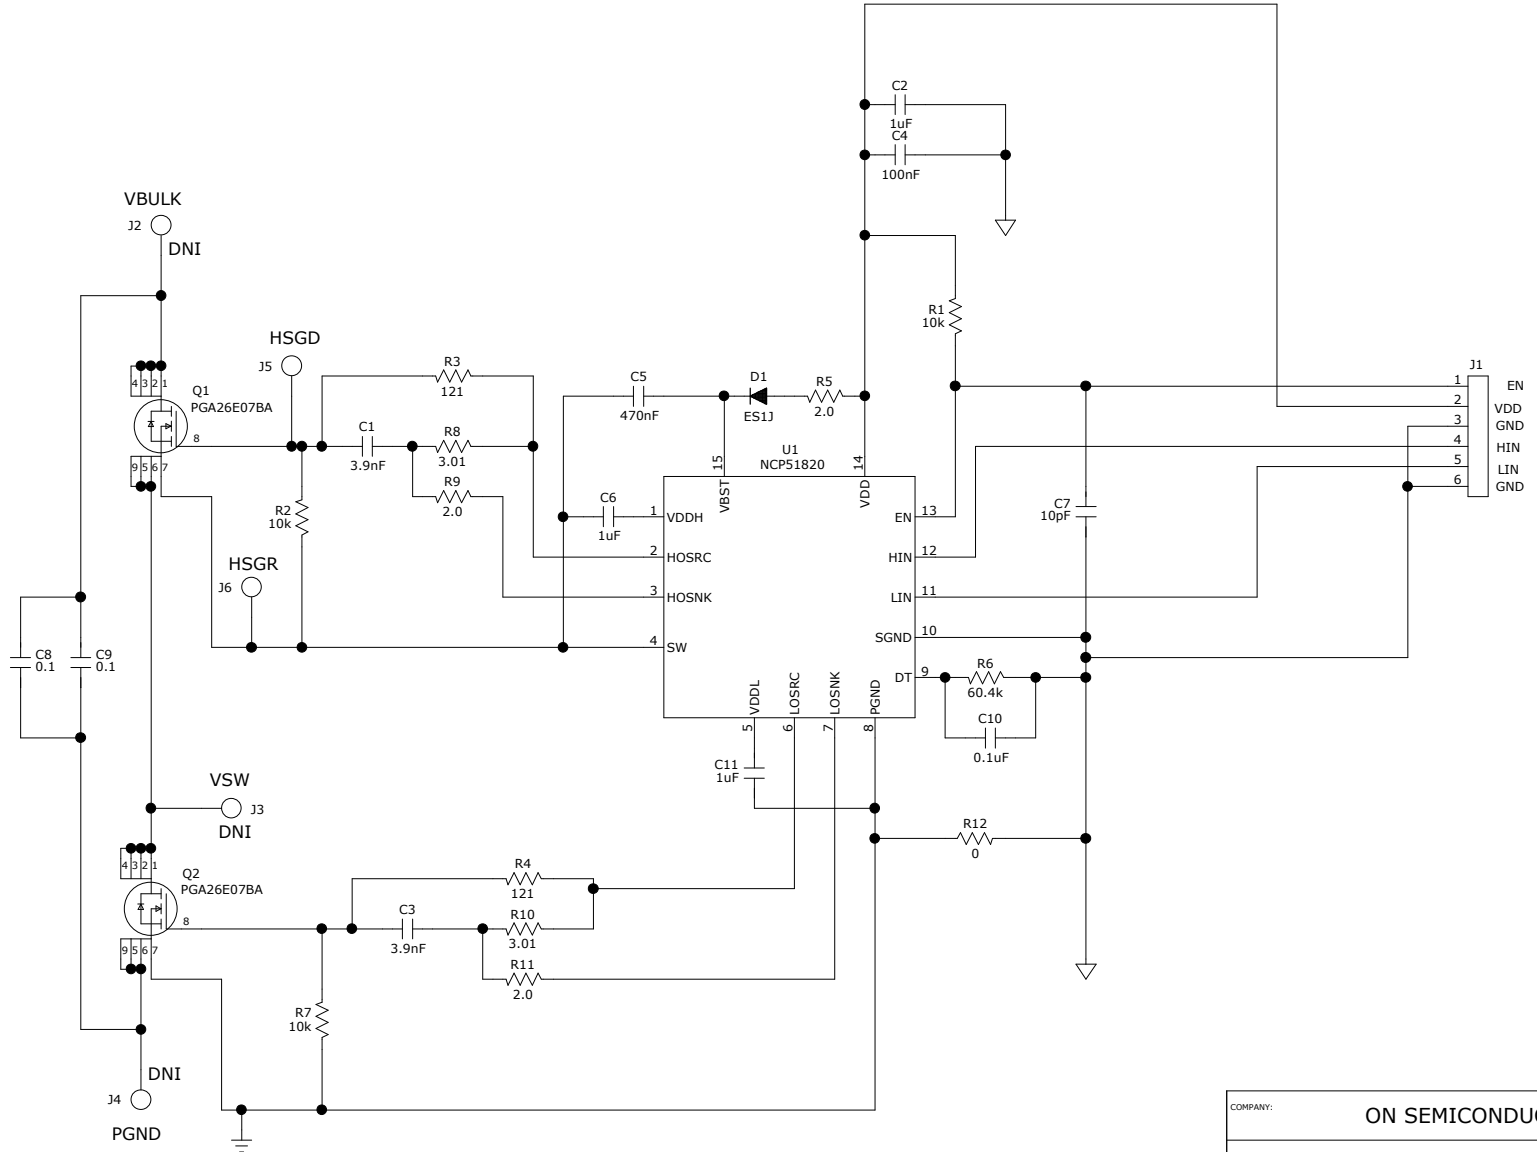 C2
1uF
C4
100nF
VBULK
J2
DNI
R1
10k
HSGD
J5
R3
121
C5
470nF
D1
ES1J
R5
2.0
J1
1 EN
2 VDD
3 GND
4 HIN
5 LIN
6 GND
4 3 2 1
Q1
PGA26E07BA
8
9 5 6 7
C1
3.9nF
R8
3.01
R9
2.0
U1
NCP51820
15
VBST
14
VDD
R2
10k
C6
1uF
1 VDDH
2 HOSRC
3 HOSNK
4 SW
EN 13
HIN 12
LIN 11
SGND 10
DT 9
C7
10pF
HSGR
J6
C8
0.1
C9
0.1
R6
60.4k
C10
0.1uF
VDDL
5
LOSRC
6
LOSNK
7
PGND
8
C11
1uF
VSW
J3
DNI
R12
0
4 3 2 1
Q2
PGA26E07BA
8
9 5 6 7
R4
121
C3
3.9nF
R10
3.01
R11
2.0
R7
10k
DNI
J4
PGND
COMPANY:
ON SEMICONDU